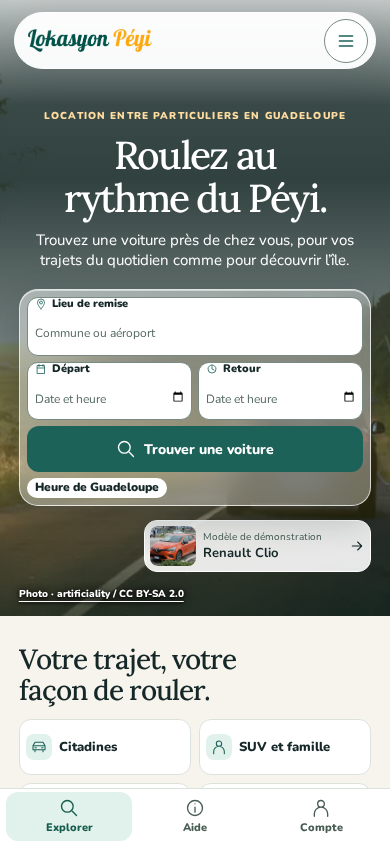 Lokasyon Péyi
LOCATION ENTRE PARTICULIERS EN GUADELOUPE
Roulez au
rythme du Péyi.
Trouvez une voiture près de chez vous, pour vos
trajets du quotidien comme pour découvrir l’île.
Lieu de remise
Commune ou aéroport
Départ
Retour
Date et heure
Date et heure
Trouver une voiture
Heure de Guadeloupe
Modèle de démonstration
Renault Clio
Photo · artificiality / CC BY-SA 2.0
Votre trajet, votre
façon de rouler.
Citadines
SUV et famille
Explorer
Aide
Compte